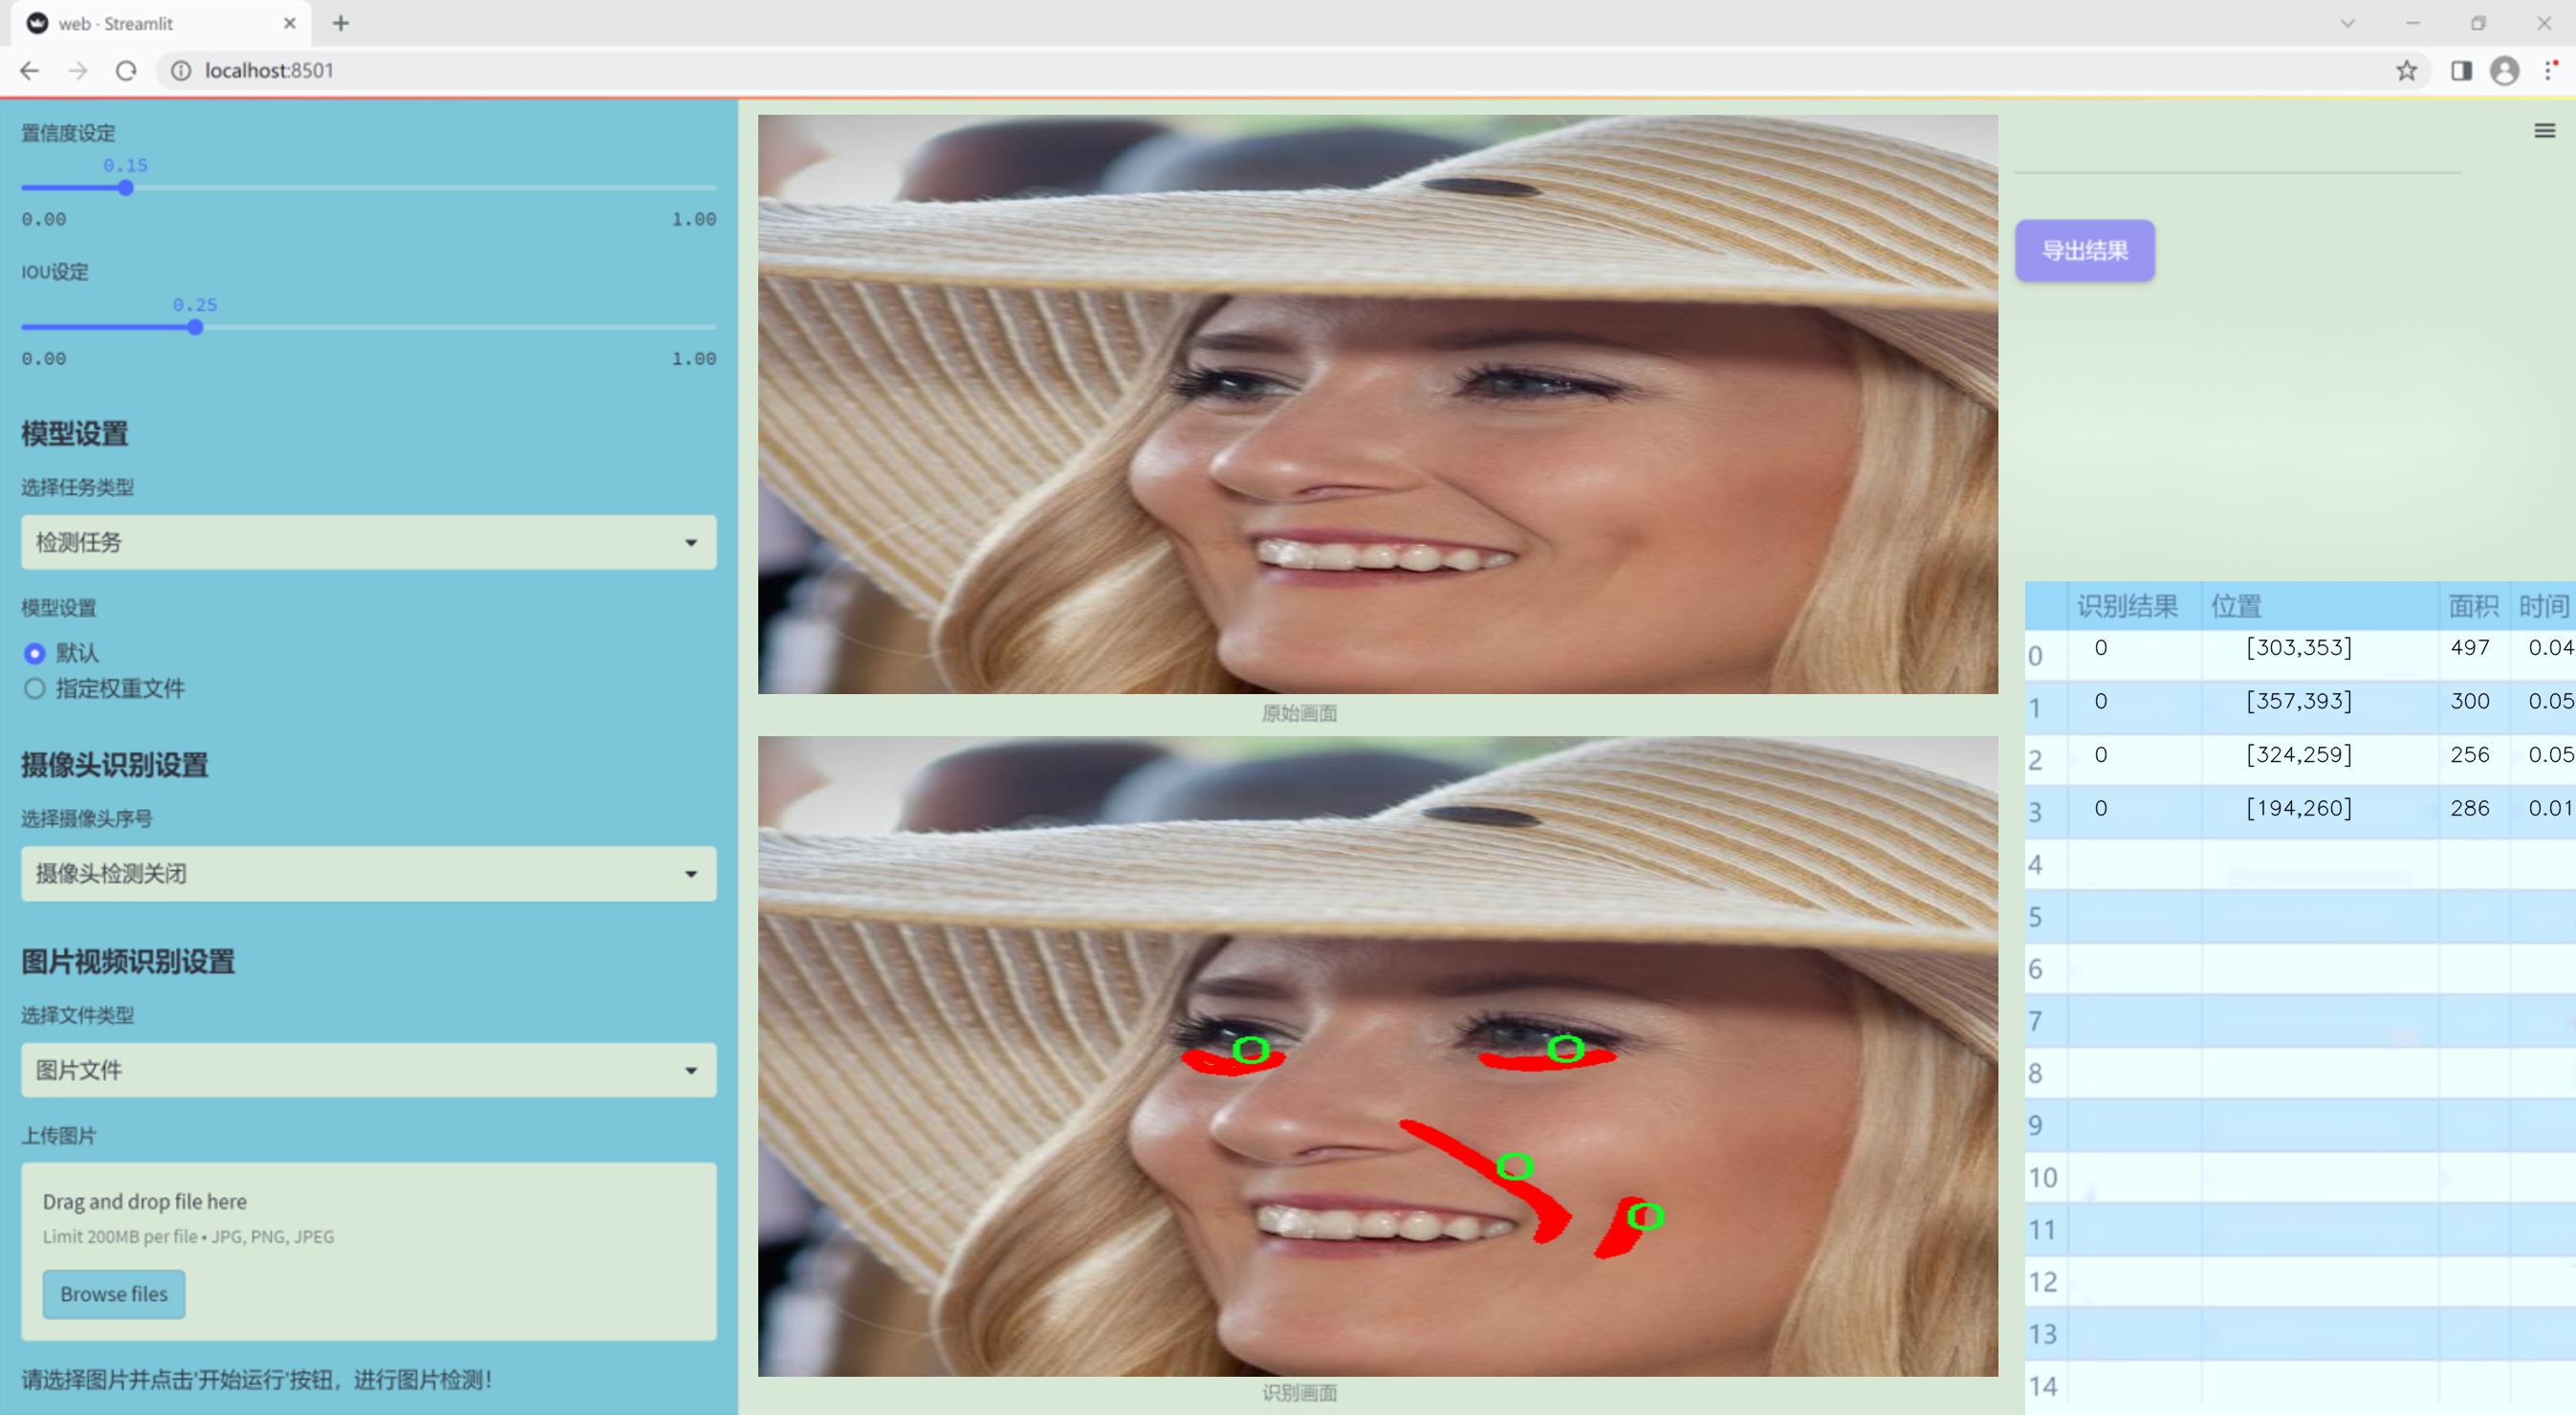 web · Streamlit
localhost:8501
置信度设定
0.15
0.00 1.00
IOU设定
0.25
0.00 1.00
模型设置
选择任务类型
检测任务
模型设置
默认
指定权重文件
摄像头识别设置
选择摄像头序号
摄像头检测关闭
图片视频识别设置
选择文件类型
图片文件
上传图片
Drag and drop file here
Limit 200MB per file • JPG, PNG, JPEG
Browse files
请选择图片并点击'开始运行'按钮，进行图片检测！
原始画面
识别画面
导出结果
识别结果 位置 面积 时间
0 0 [303,353] 497 0.04
1 0 [357,393] 300 0.05
2 0 [324,259] 256 0.05
3 0 [194,260] 286 0.01
4
5
6
7
8
9
10
11
12
13
14